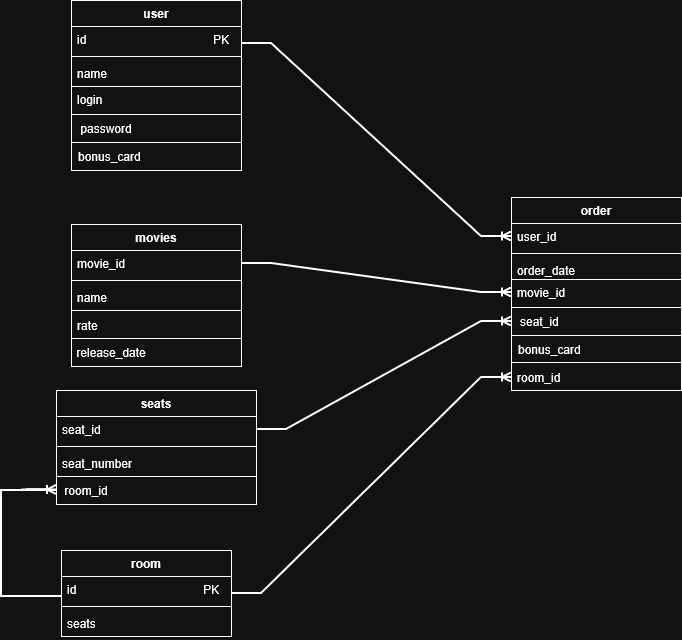 user
id PK
name
login
password
bonus_card
movies
movie_id
name
rate
release_date
seats
seat_id
seat_number
room_id
room
id PK
seats
order
user_id
order_date
movie_id
seat_id
bonus_card
room_id